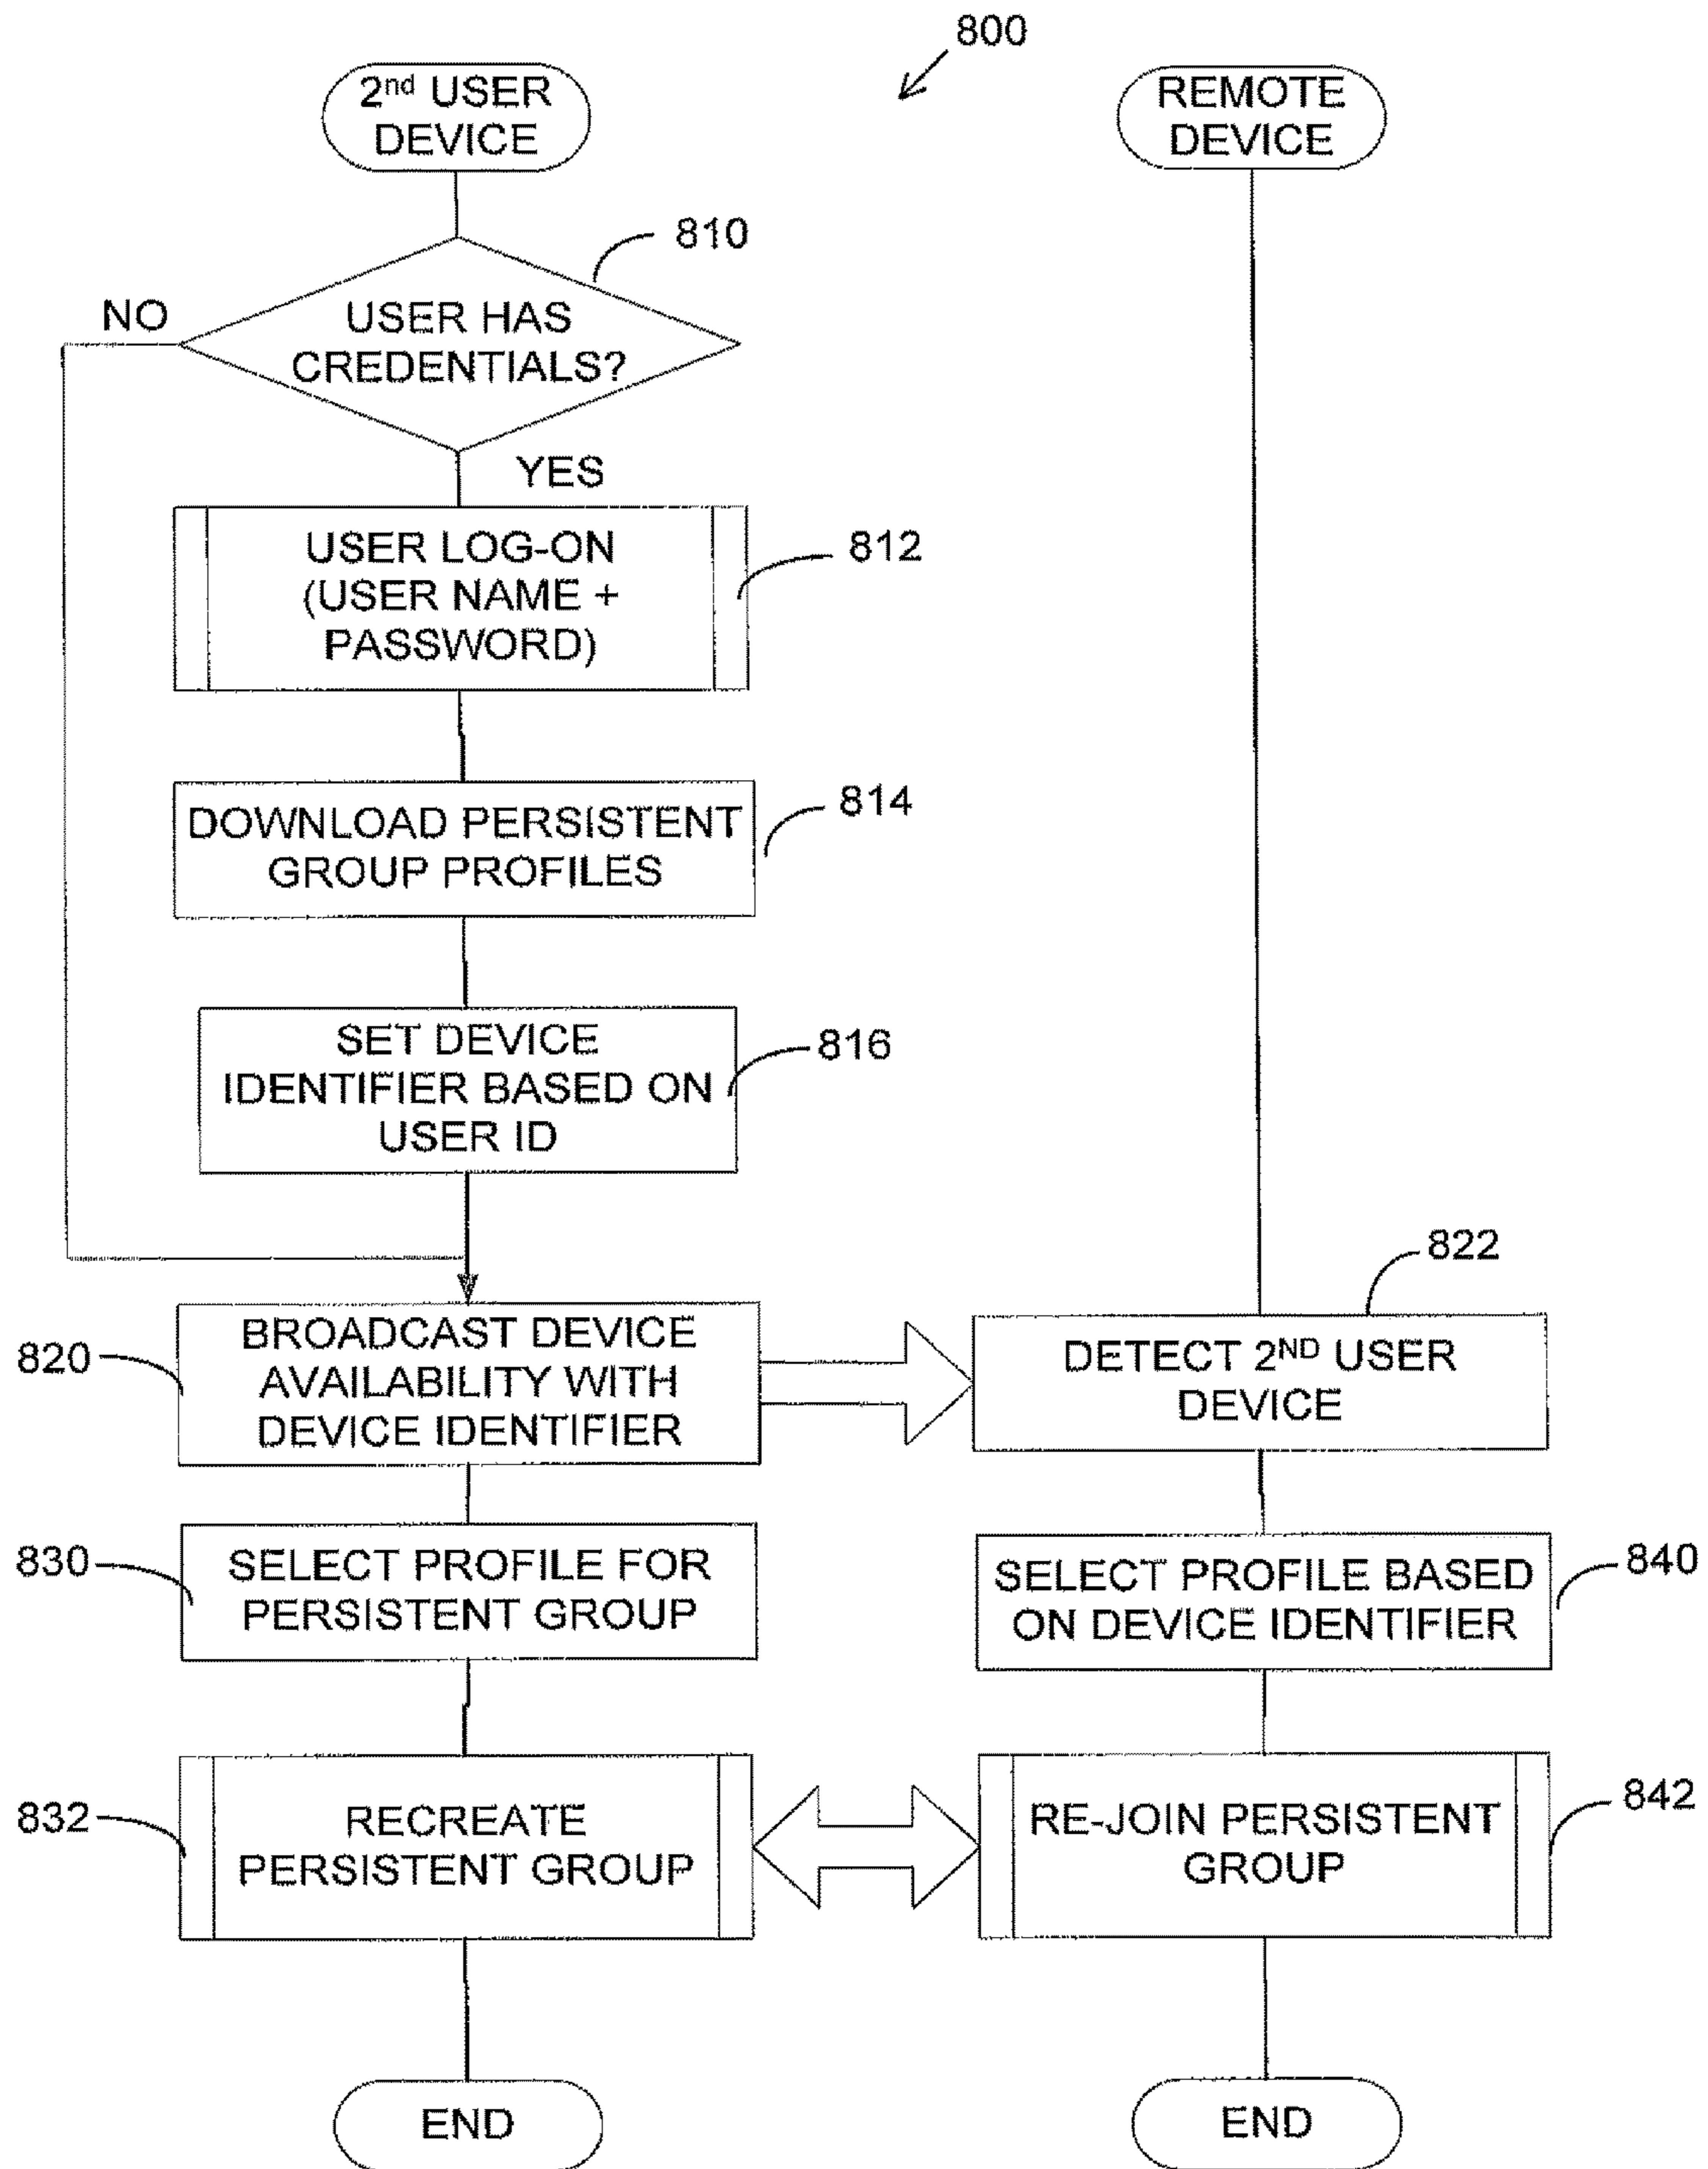 800
2nd USER
DEVICE
REMOTE
DEVICE
810
NO
USER HAS
CREDENTIALS?
YES
USER LOG-ON
(USER NAME +
PASSWORD)
812
DOWNLOAD PERSISTENT
GROUP PROFILES
814
SET DEVICE
IDENTIFIER BASED ON
USER ID
816
822
820
BROADCAST DEVICE
AVAILABILITY WITH
DEVICE IDENTIFIER
DETECT 2ND USER
DEVICE
830
SELECT PROFILE FOR
PERSISTENT GROUP
SELECT PROFILE BASED
ON DEVICE IDENTIFIER
840
832
RECREATE
PERSISTENT GROUP
RE-JOIN PERSISTENT
GROUP
842
END
END